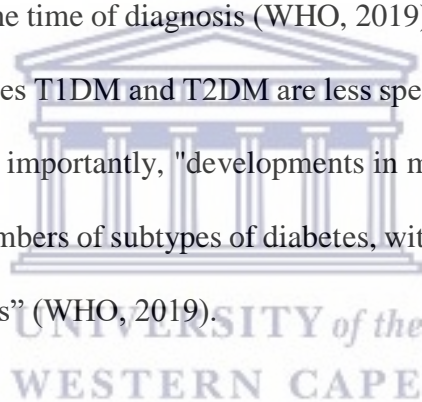 ne time of diagnosis (WHO, 2019)
es T1DM and T2DM are less spe
importantly, "developments in m
mbers of subtypes of diabetes, wit
s” (WHO, 2019).
UNIVERSITY of the
WESTERN CAPE